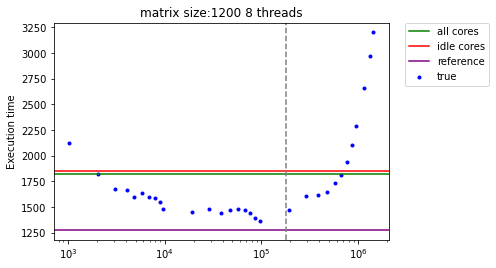 matrix size:1200 8 threads
all cores
idle cores
reference
true
Execution time
3250
3000
2750
2500
2250
2000
1750
1500
1250
10³
10⁴
10⁵
10⁶